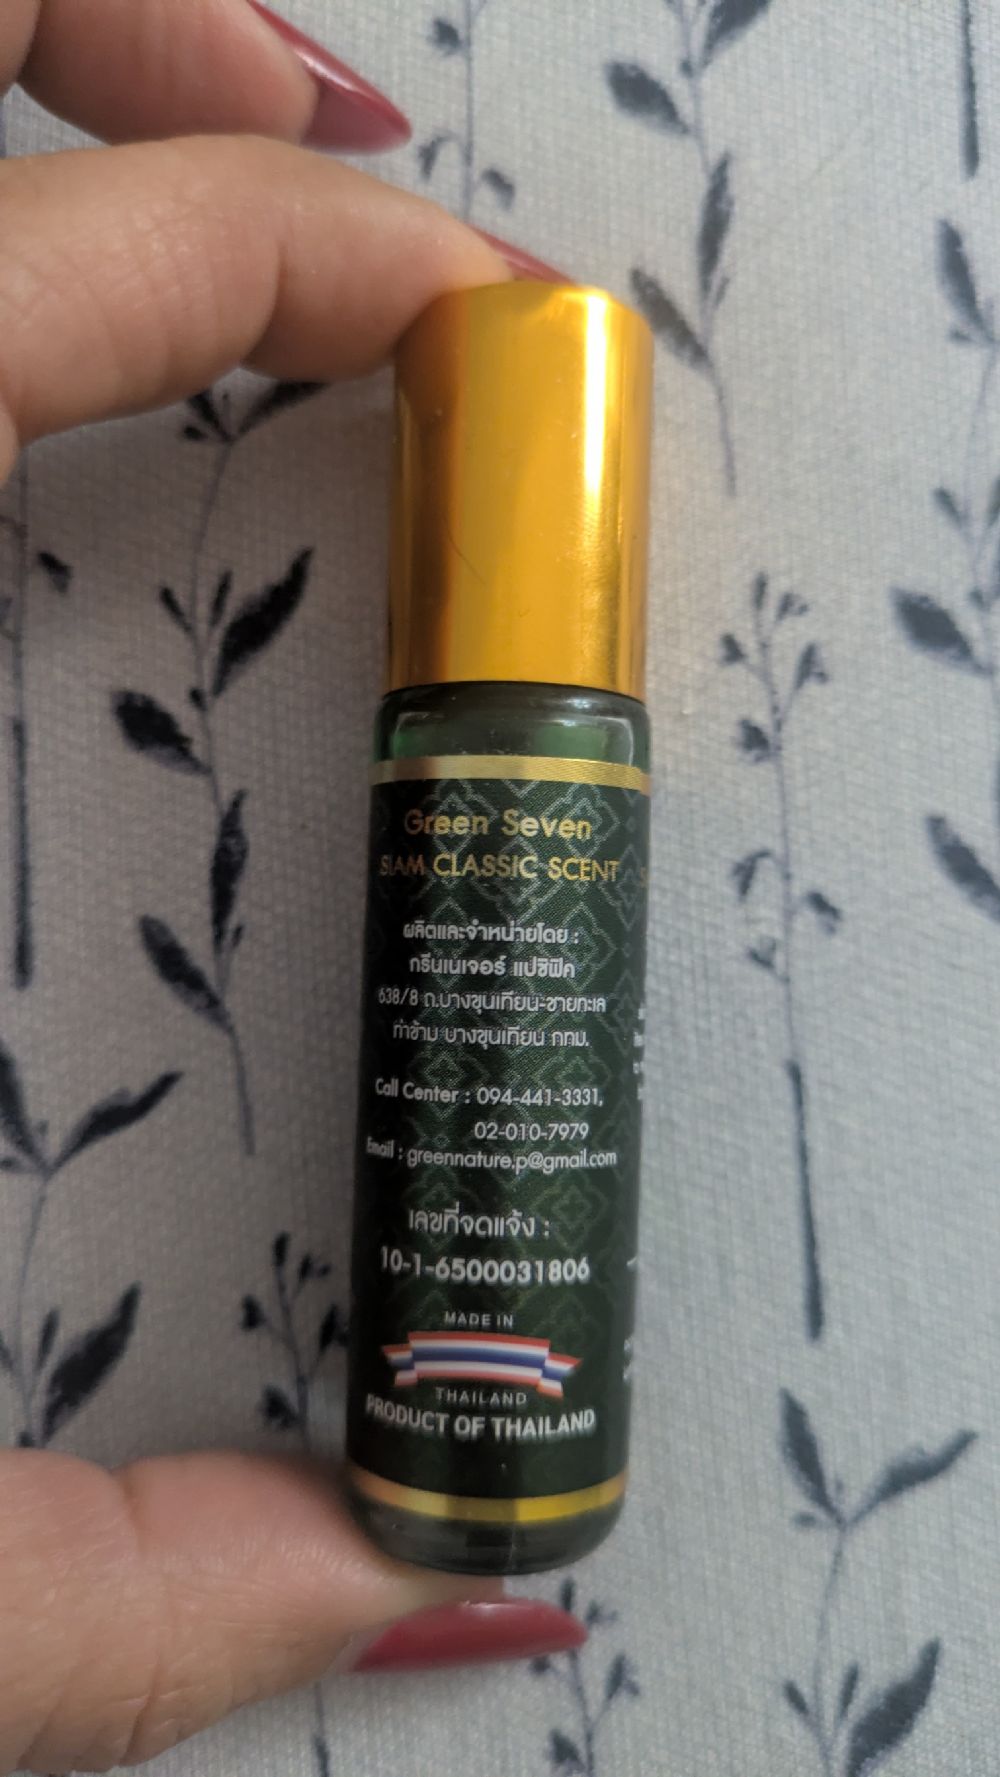 Green Seven
SIAM CLASSIC SCENT
ผลิตและจำหน่ายโดย :
กรีนเนเจอร์ แปซิฟิค
638/8 ถ.บางขุนเทียน-ชายทะเล
ท่าข้าม บางขุนเทียน กทม.
Call Center : 094-441-3331,
02-010-7979
Email : greennature.p@gmail.com
เลขที่จดแจ้ง :
10-1-6500031806
MADE IN
THAILAND
PRODUCT OF THAILAND